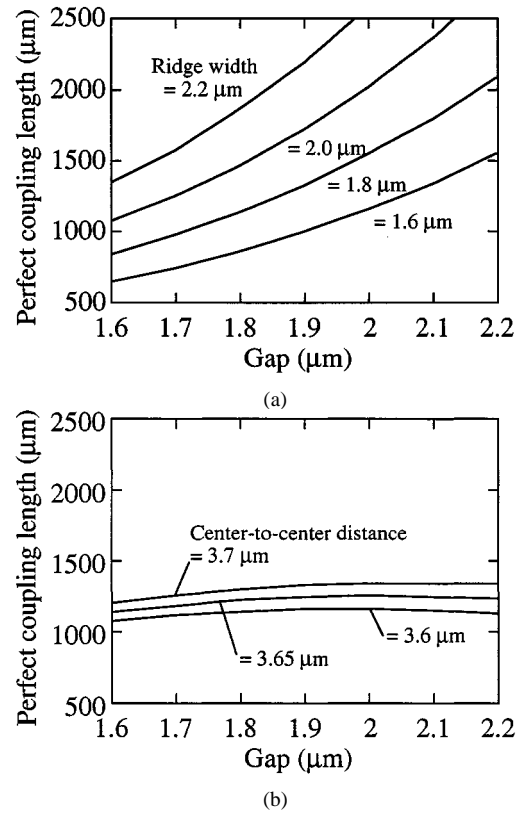 (a)
2500
2000
1500
1000
500
Perfect coupling length (μm)
Ridge width
= 2.2 μm
= 2.0 μm
= 1.8 μm
= 1.6 μm
1.6 1.7 1.8 1.9 2 2.1 2.2
Gap (μm)
(a)
2500
2000
1500
1000
500
Perfect coupling length (μm)
Center-to-center distance
= 3.7 μm
= 3.6 μm
= 3.65 μm
1.6 1.7 1.8 1.9 2 2.1 2.2
Gap (μm)
(b)